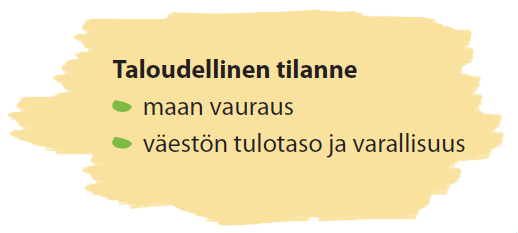 Taloudellinen tilanne
maan vauraus
väestön tulotaso ja varallisuus